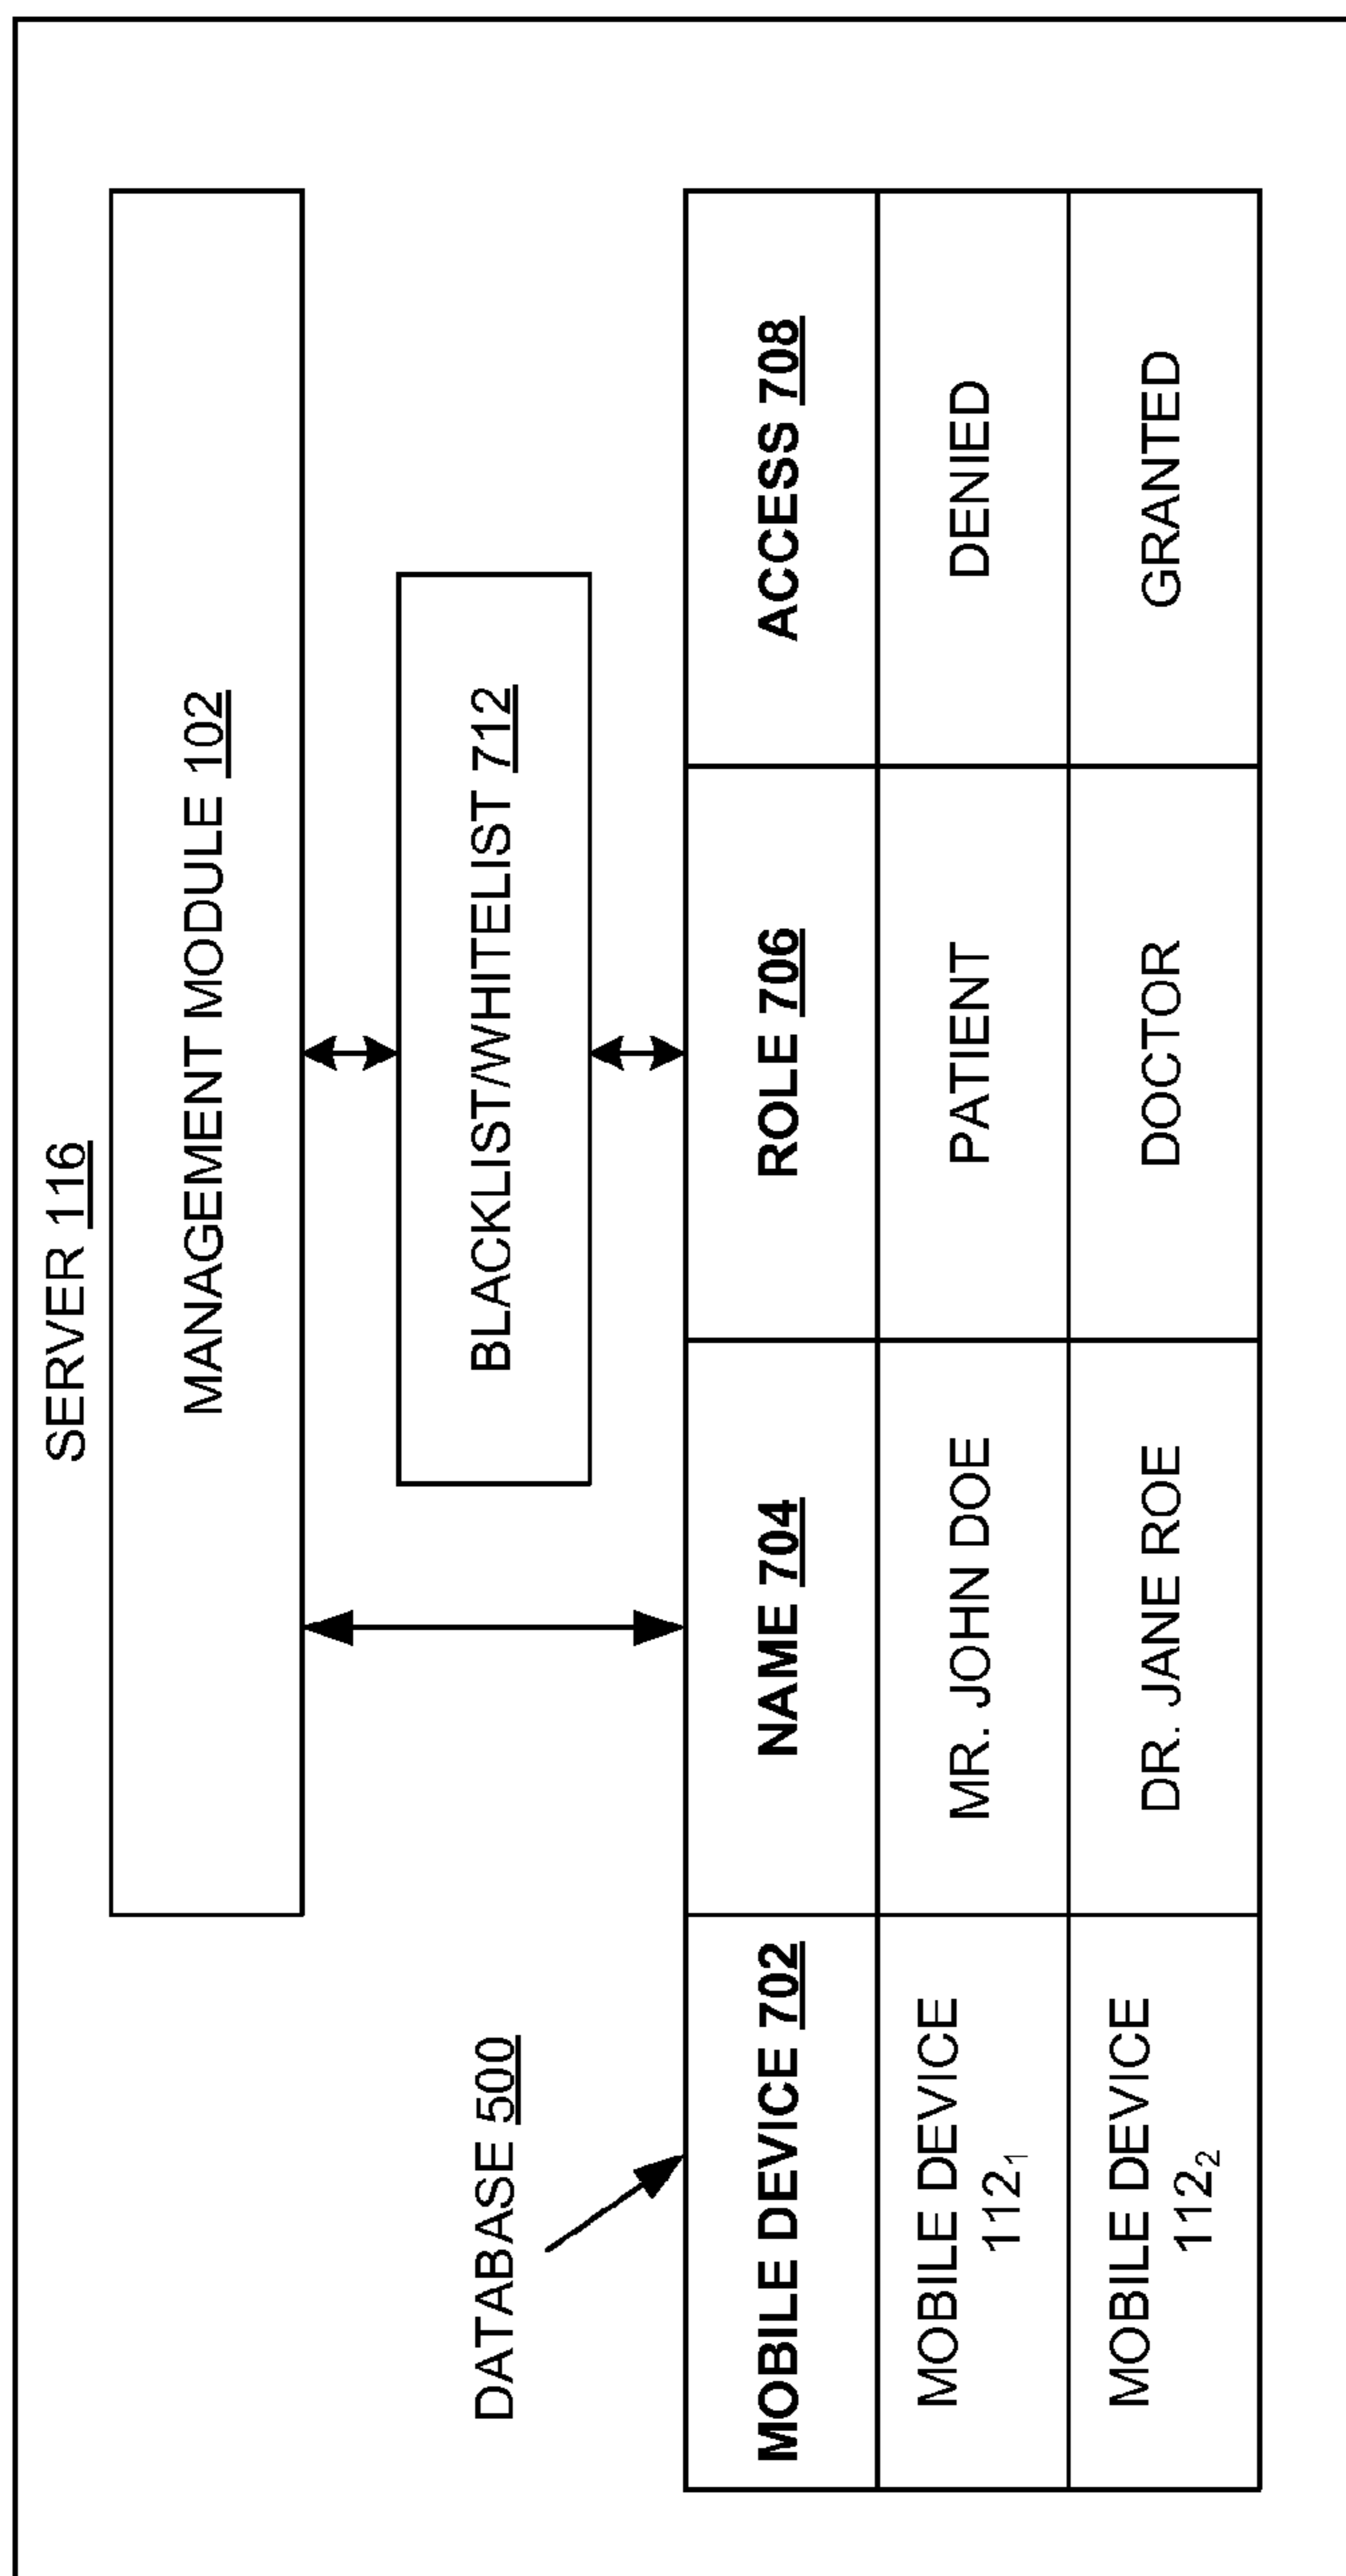 SERVER 116
MANAGEMENT MODULE 102
BLACKLIST/WHITELIST 712
DATABASE 500
MOBILE DEVICE 702
NAME 704
ROLE 706
ACCESS 708
MOBILE DEVICE
112₁
MR. JOHN DOE
PATIENT
DENIED
MOBILE DEVICE
112₂
DR. JANE ROE
DOCTOR
GRANTED